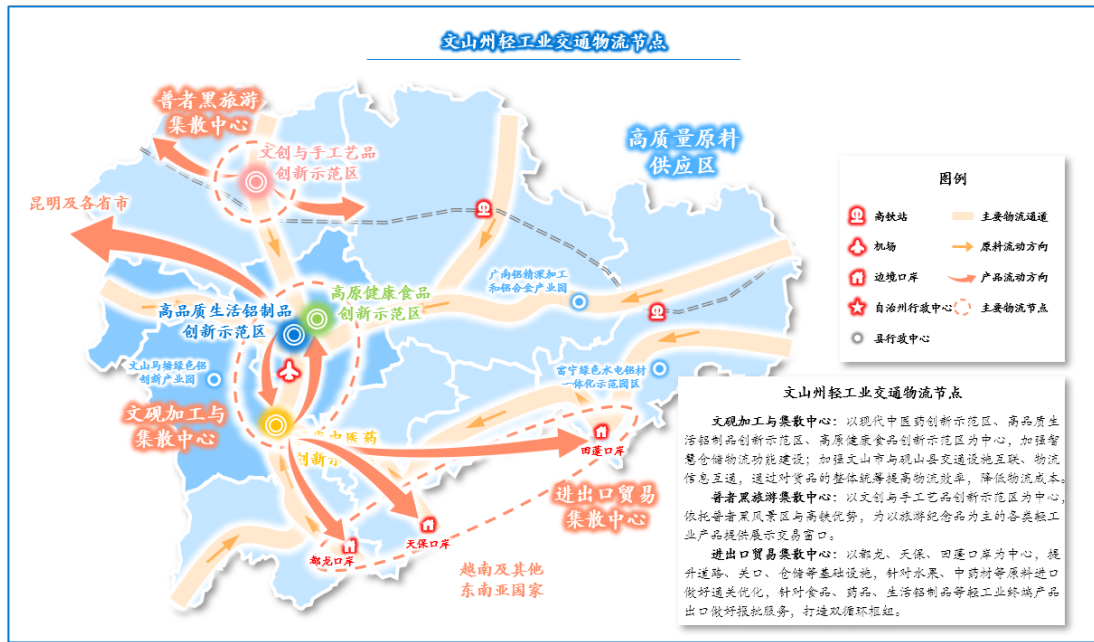 文山州轻工业交通物流节点
普者黑旅游
集散中心
文创与手工艺品
创新示范区
高质量原料
供应区
昆明及各省市
广南铝精深加工
和铝合金产业园
高原健康食品
创新示范区
高品质生活铝制品
创新示范区
文山马塘绿色铝
创新产业园
富宁绿色水电铝材
一体化示范园区
文砚加工与
集散中心
中医药
创新示
田蓬口岸
进出口贸易
集散中心
天保口岸
都龙口岸
越南及其他
东南亚国家
图例
高铁站
主要物流通道
机场
原料流动方向
边境口岸
产品流动方向
自治州行政中心
主要物流节点
县行政中心
文山州轻工业交通物流节点
文砚加工与集散中心：以现代中医药创新示范区、高品质生
活铝制品创新示范区、高原健康食品创新示范区为中心，加强智
慧仓储物流功能建设；加强文山市与砚山县交通设施互联、物流
信息互通，通过对货品的整体统筹提高物流效率，降低物流成本。
普者黑旅游集散中心：以文创与手工艺品创新示范区为中心，
依托普者黑风景区与高铁优势，为以旅游纪念品为主的各类轻工
业产品提供展示交易窗口。
进出口贸易集散中心：以都龙、天保、田蓬口岸为中心，提
升道路、关口、仓储等基础设施，针对水果、中药材等原料进口
做好通关优化，针对食品、药品、生活铝制品等轻工业终端产品
出口做好报批服务，打造双循环枢纽。